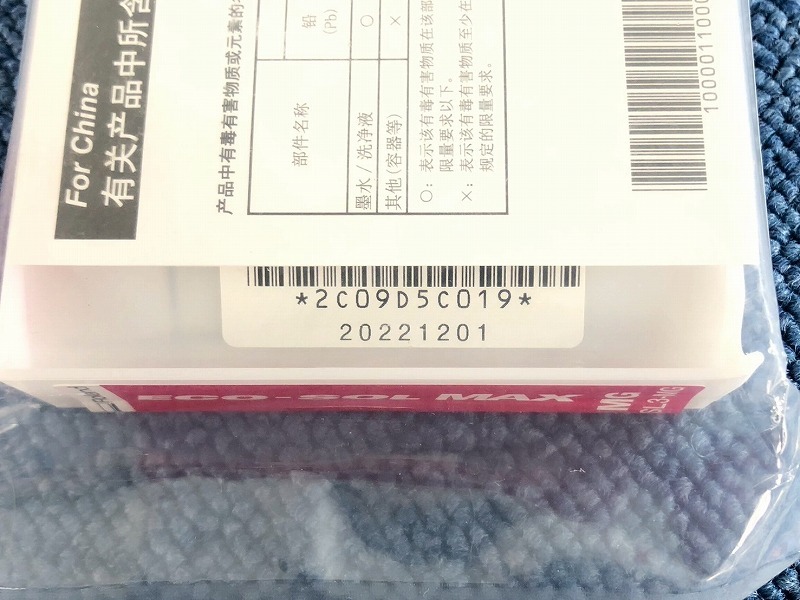 For China
有关产品中所含
产品中有毒有害物质或元素的
部件名称
铅
(Pb)
墨水/洗净液
○
其他(容器等)
×
○: 表示该有毒有害物质在该部
限量要求以下。
×: 表示该有毒有害物质至少在
规定的限量要求。
1000011000
*2C09D5C019*
20221201
Roland
ECO-SOL MAX
MG
SL3-MG